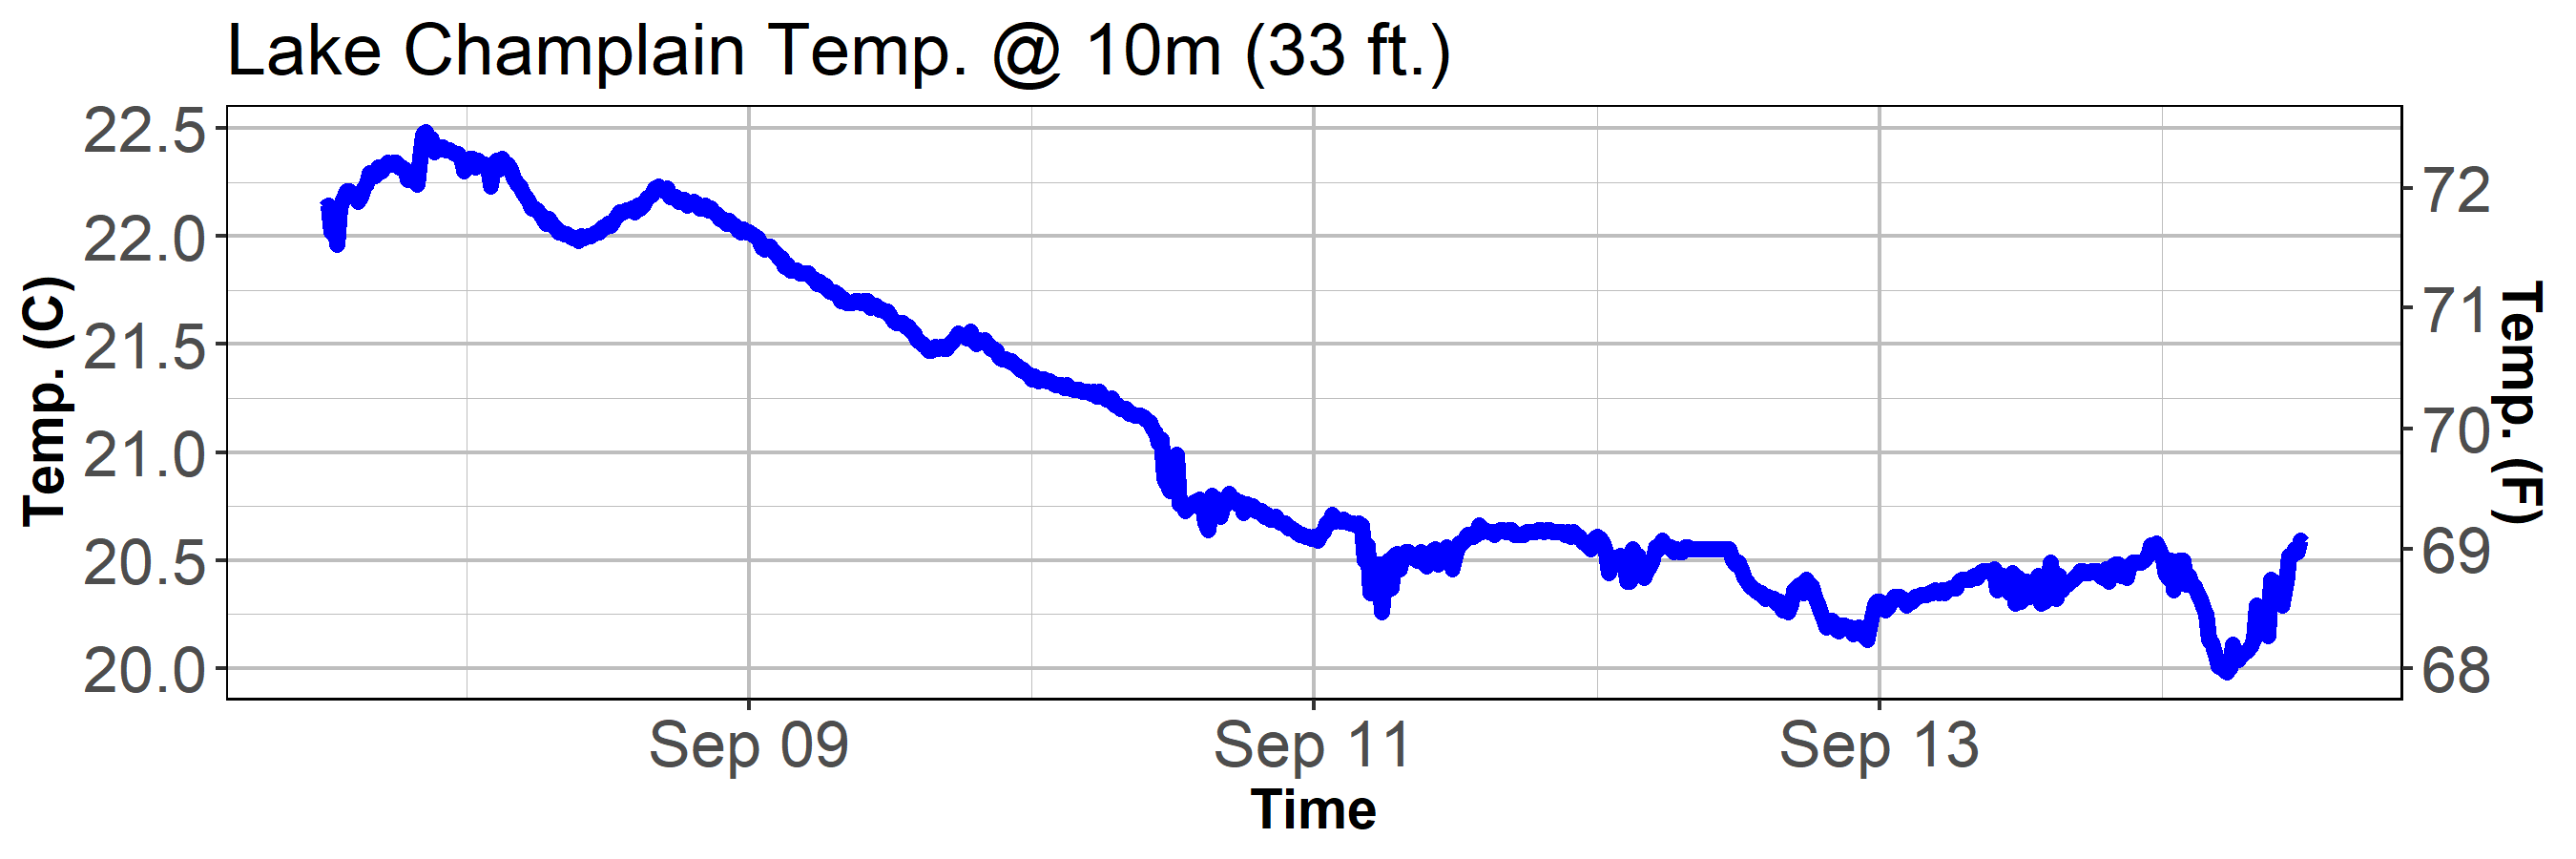 Lake Champlain Temp. @ 10m (33 ft.)
22.5
22.0
21.5
21.0
20.5
20.0
Temp. (C)
72
71
70
69
68
Temp. (F)
Sep 09
Sep 11
Sep 13
Time